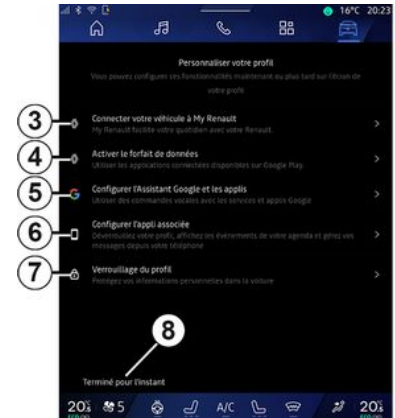 16°C 20:23
Personnaliser votre profil
Vous pouvez configurer ces fonctionnalités maintenant ou plus tard sur l'écran de
votre profil
3
Connecter votre véhicule à My Renault
My Renault facilite votre quotidien avec votre Renault.
4
Activer le forfait de données
Utiliser les applications connectées disponibles sur Google Play
5
Configurer l'Assistant Google et les applis
Utiliser des commandes vocales avec les services et applis Google
6
Configurer l'appli associée
Déverrouillez votre profil, affichez les événements de votre agenda et gérez vos
messages depuis votre téléphone
7
Verrouillage du profil
Protégez vos informations personnelles dans la voiture
8
Terminé pour l'instant
20 5 A/C 20